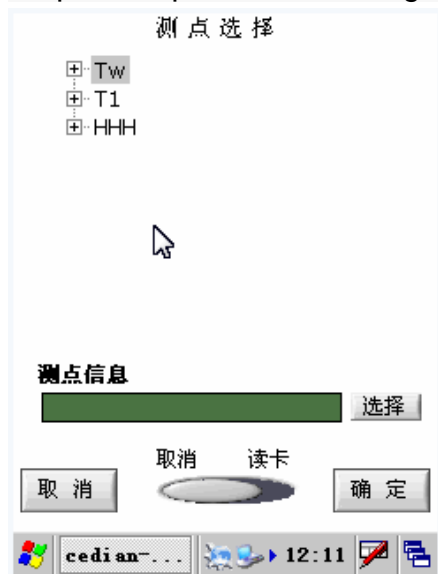 测点选择
Tw
T1
HHH
测点信息
选择
取消 读卡
取 消
确 定
cedian-... 12:11